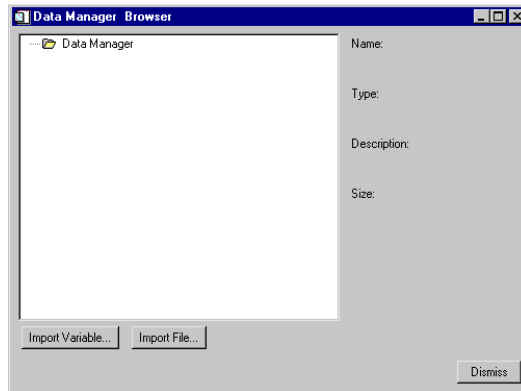 Data Manager Browser
Data Manager
Name:
Type:
Description:
Size:
Import Variable...
Import File...
Dismiss